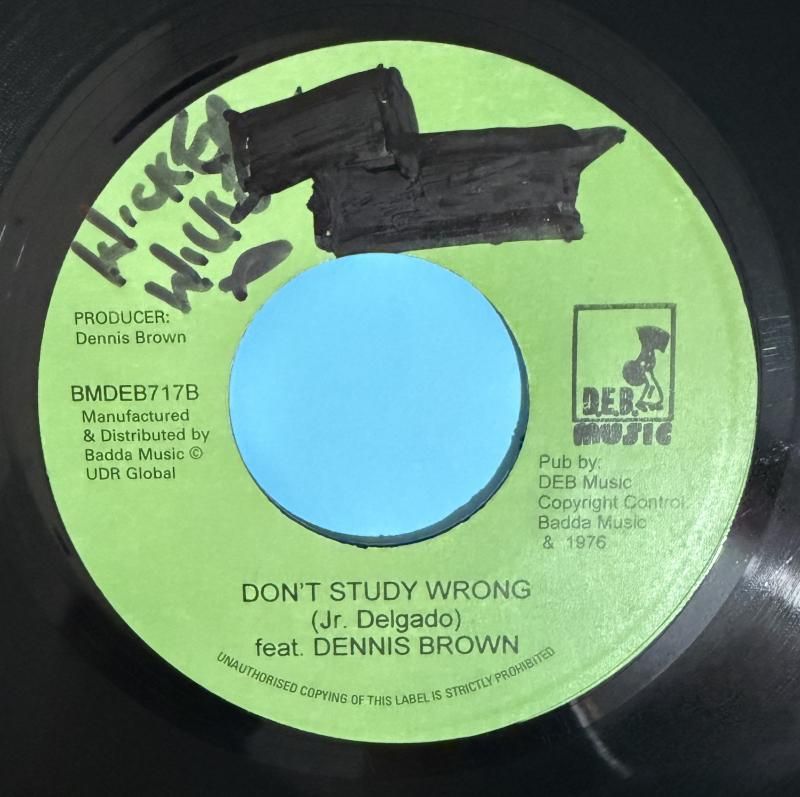 WICKED
PRODUCER:
Dennis Brown
BMDEB717B
Manufactured
& Distributed by
Badda Music ©
UDR Global
D.E.B.
MUSIC
Pub by:
DEB Music
Copyright Control
Badda Music
& 1976
DON'T STUDY WRONG
(Jr. Delgado)
feat. DENNIS BROWN
UNAUTHORISED COPYING OF THIS LABEL IS STRICTLY PROHIBITED